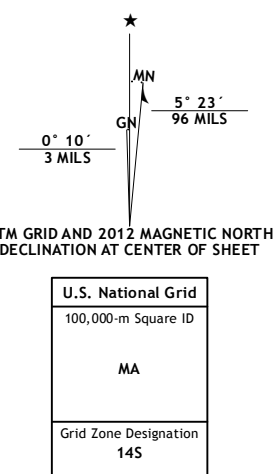 ★
MN
5° 23´
96 MILS
GN
0° 10´
3 MILS
TM GRID AND 2012 MAGNETIC NORTH
DECLINATION AT CENTER OF SHEET
U.S. National Grid
100,000-m Square ID
MA
Grid Zone Designation
14S